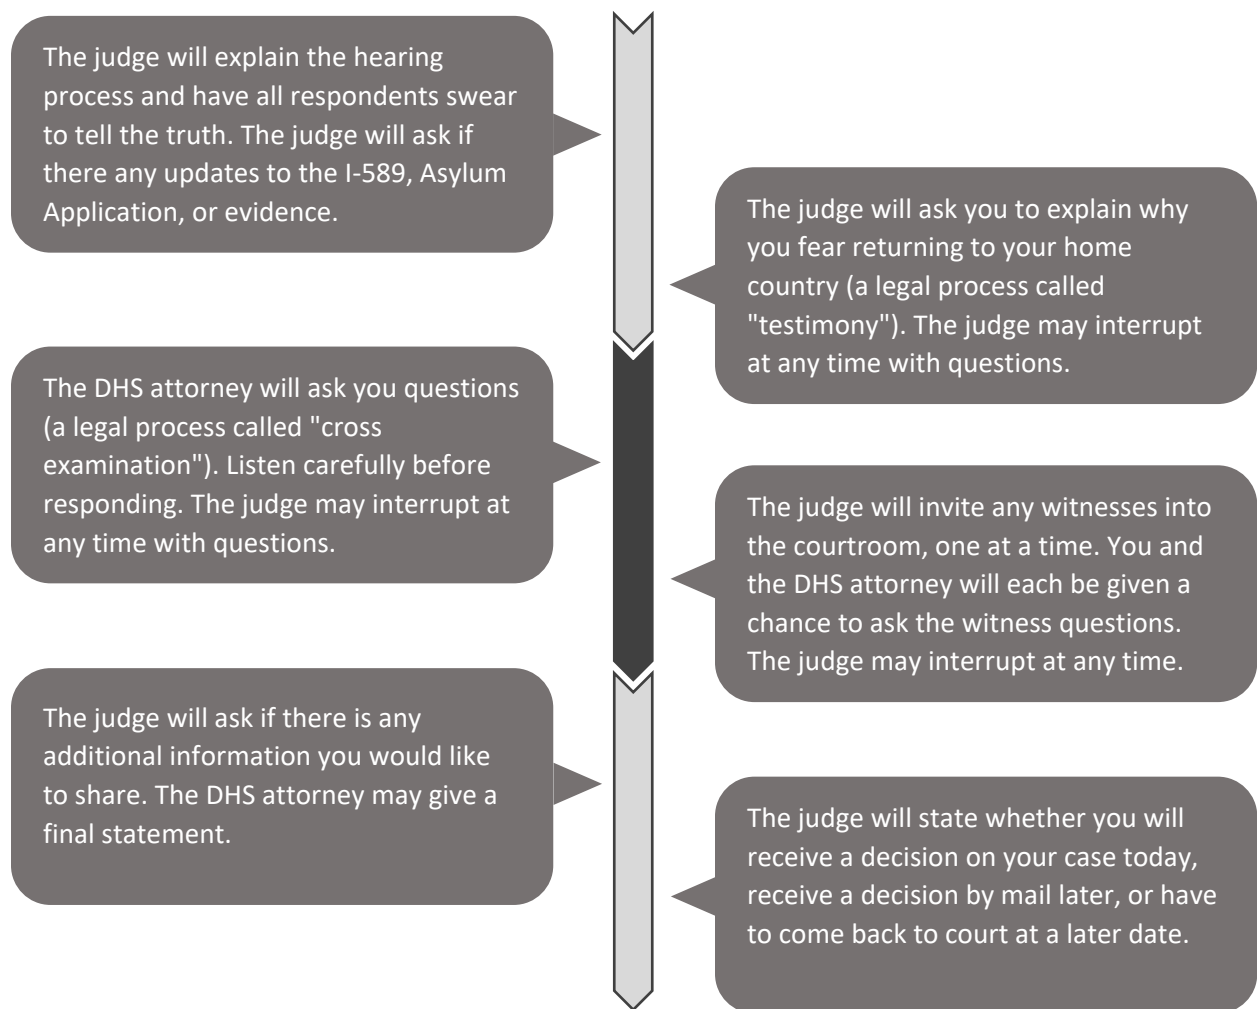 The judge will explain the hearing
process and have all respondents swear
to tell the truth. The judge will ask if
there any updates to the I-589, Asylum
Application, or evidence.
The judge will ask you to explain why
you fear returning to your home
country (a legal process called
"testimony"). The judge may interrupt
at any time with questions.
The DHS attorney will ask you questions
(a legal process called "cross
examination"). Listen carefully before
responding. The judge may interrupt at
any time with questions.
The judge will invite any witnesses into
the courtroom, one at a time. You and
the DHS attorney will each be given a
chance to ask the witness questions.
The judge may interrupt at any time.
The judge will ask if there is any
additional information you would like
to share. The DHS attorney may give a
final statement.
The judge will state whether you will
receive a decision on your case today,
receive a decision by mail later, or have
to come back to court at a later date.